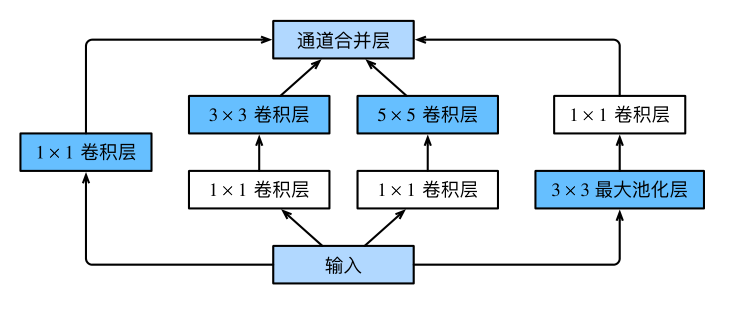 通道合并层
3 × 3 卷积层
5 × 5 卷积层
1 × 1 卷积层
1 × 1 卷积层
1 × 1 卷积层
1 × 1 卷积层
3 × 3 最大池化层
输入